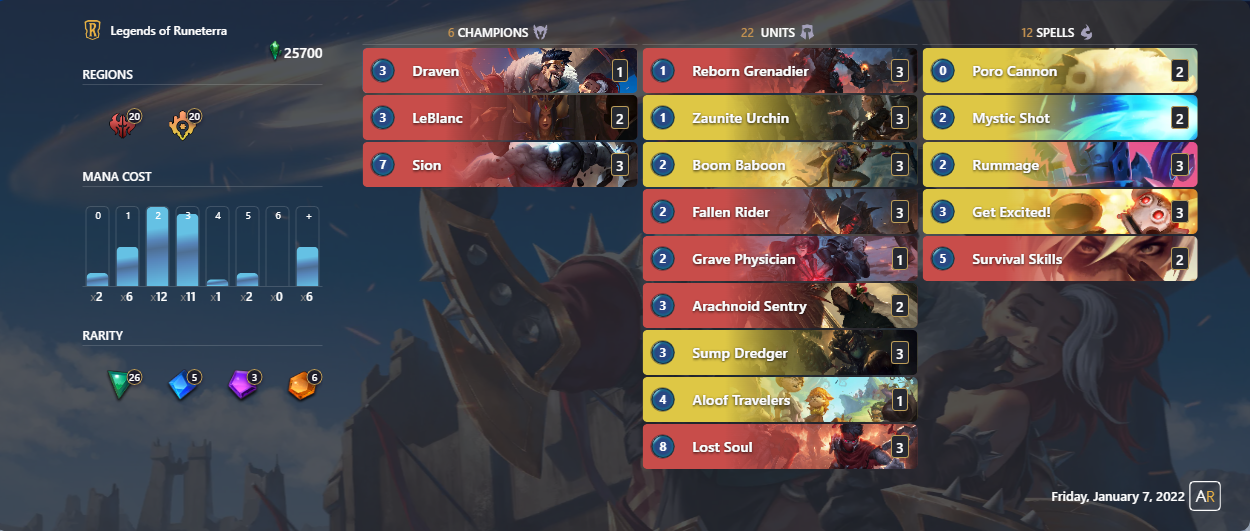 Legends of Runeterra
25700
REGIONS
20 20
MANA COST
0 1 2 3 4 5 6 +
x2 x6 x12 x11 x1 x2 x0 x6
RARITY
26 5 3 6
6 CHAMPIONS
3 Draven 1
3 LeBlanc 2
7 Sion 3
22 UNITS
1 Reborn Grenadier 3
1 Zaunite Urchin 3
2 Boom Baboon 3
2 Fallen Rider 3
2 Grave Physician 1
3 Arachnoid Sentry 2
3 Sump Dredger 3
4 Aloof Travelers 1
8 Lost Soul 3
12 SPELLS
0 Poro Cannon 2
2 Mystic Shot 2
2 Rummage 3
3 Get Excited! 3
5 Survival Skills 2
Friday, January 7, 2022 AR